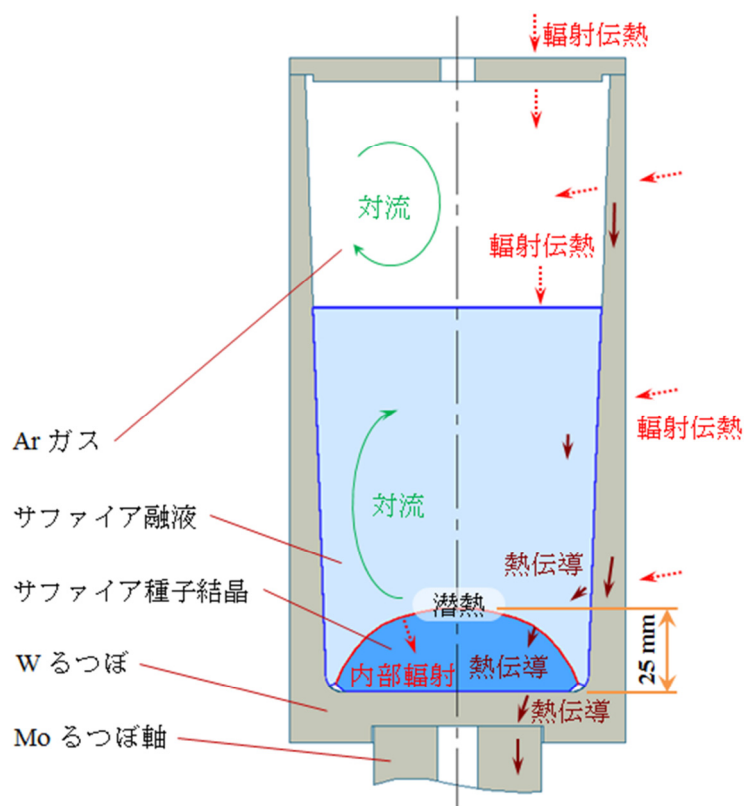 輻射伝熱
対流
輻射伝熱
Ar ガス
輻射伝熱
サファイア融液
対流
熱伝導
サファイア種子結晶
潜熱
25 mm
W るつぼ
内部輻射
熱伝導
熱伝導
Mo るつぼ軸